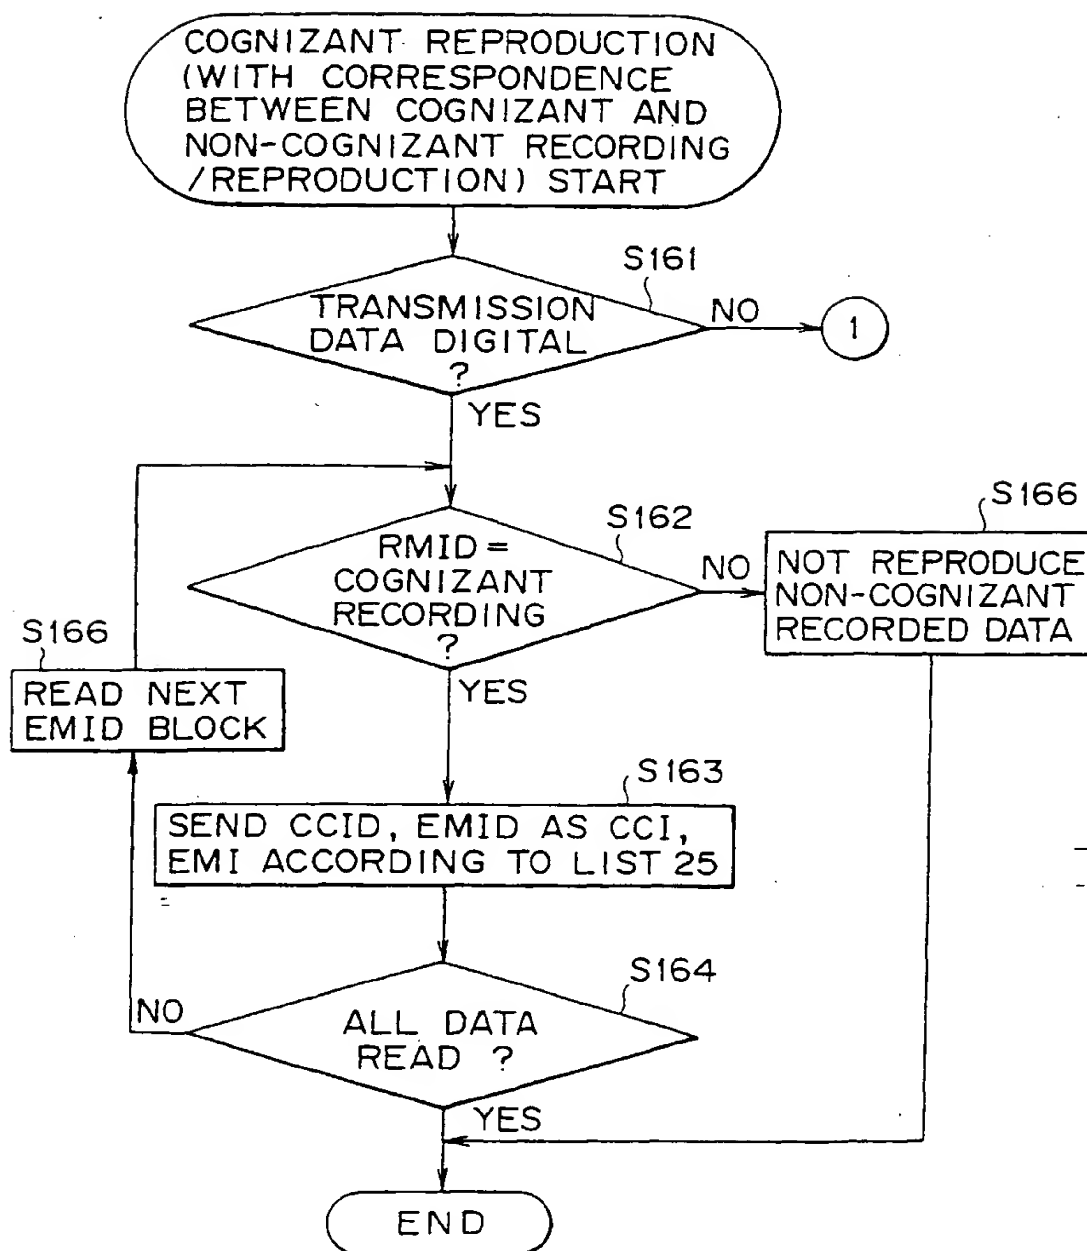 COGNIZANT REPRODUCTION
(WITH CORRESPONDENCE
BETWEEN COGNIZANT AND
NON-COGNIZANT RECORDING
/REPRODUCTION) START
S161
TRANSMISSION
DATA DIGITAL
?
NO
1
YES
S162
RMID =
COGNIZANT
RECORDING
?
NO
S166
NOT REPRODUCE
NON-COGNIZANT
RECORDED DATA
S166
READ NEXT
EMID BLOCK
YES
S163
SEND CCID, EMID AS CCI,
EMI ACCORDING TO LIST 25
S164
ALL DATA
READ ?
NO
YES
END